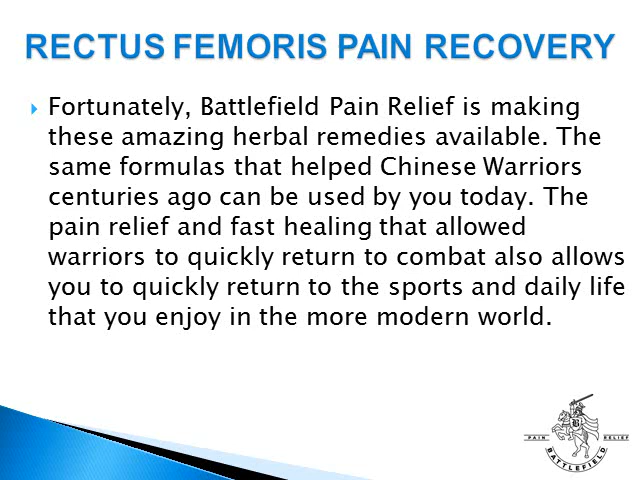 RECTUS FEMORIS PAIN RECOVERY
Fortunately, Battlefield Pain Relief is making
these amazing herbal remedies available. The
same formulas that helped Chinese Warriors
centuries ago can be used by you today. The
pain relief and fast healing that allowed
warriors to quickly return to combat also allows
you to quickly return to the sports and daily life
that you enjoy in the more modern world.
B
PAIN RELIEF
BATTLEFIELD